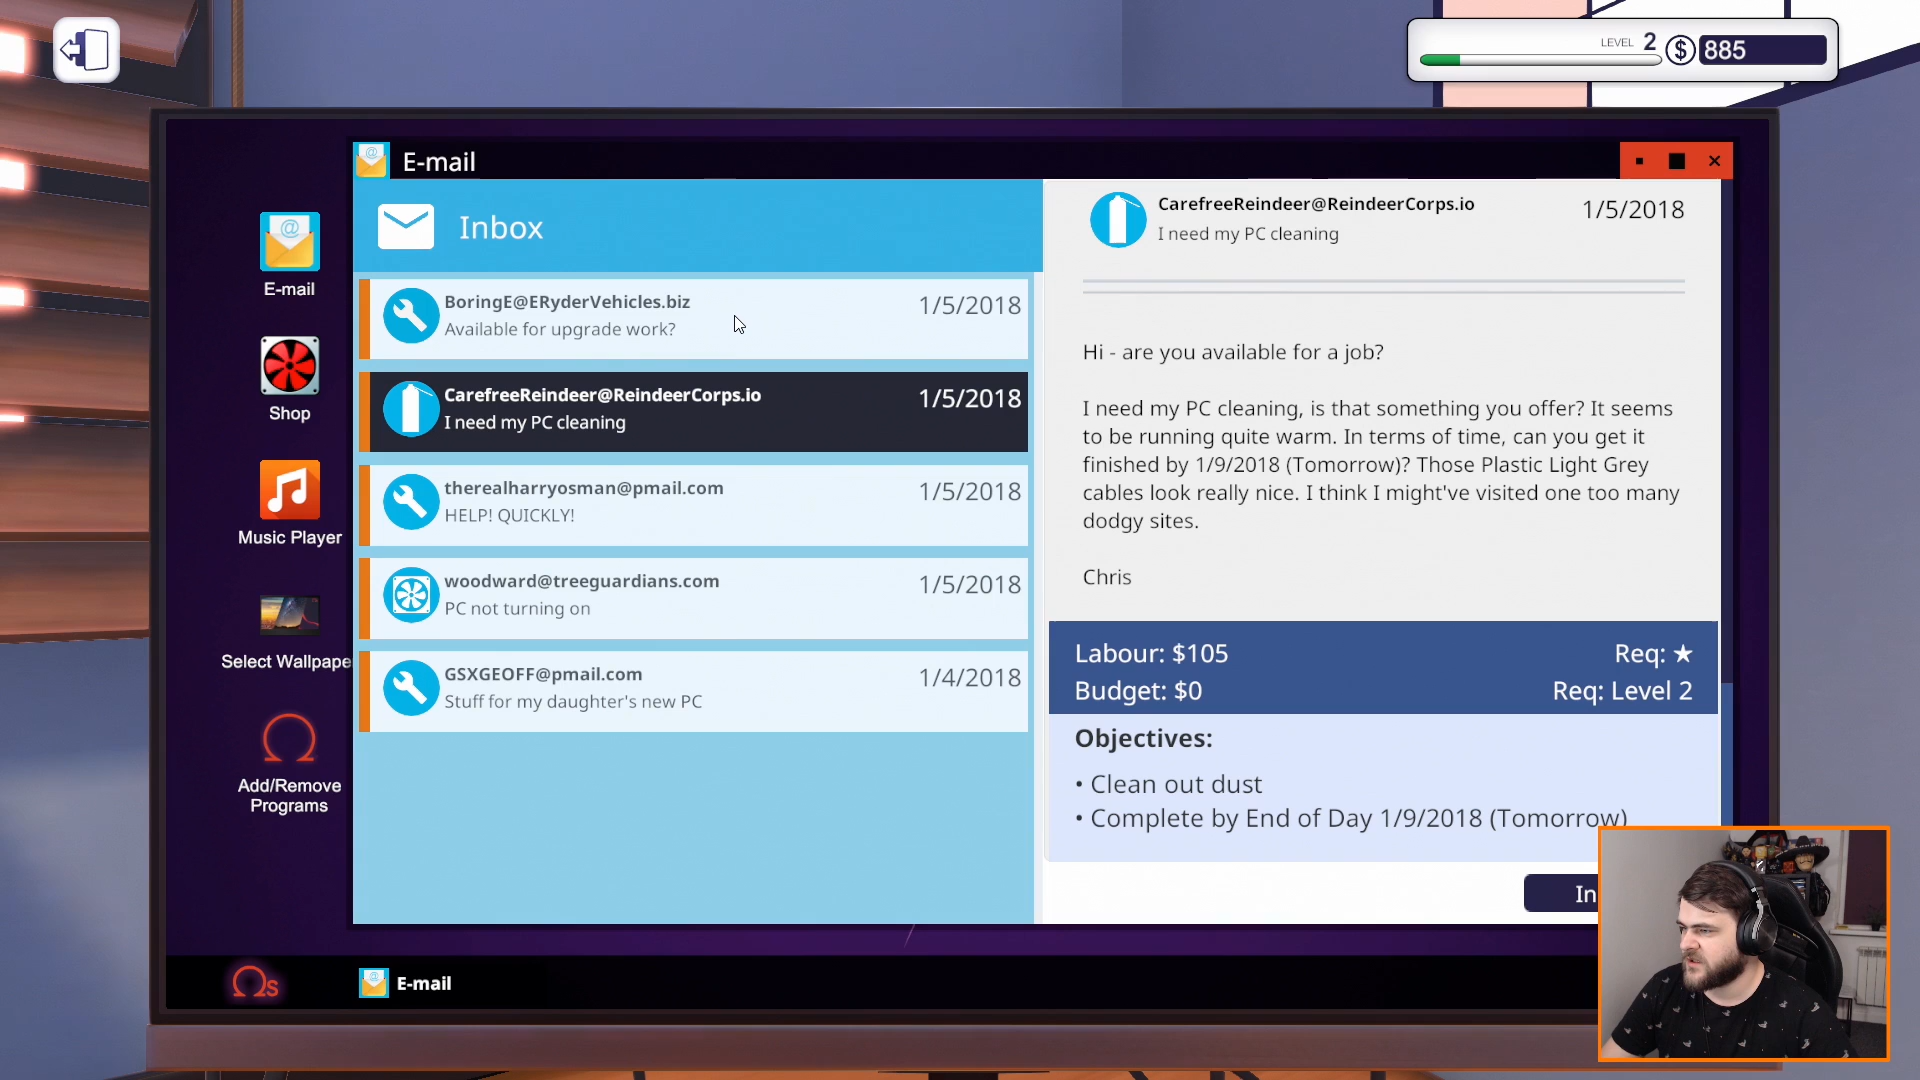 LEVEL 2
$ 885
E-mail
Inbox
BoringE@ERyderVehicles.biz
Available for upgrade work?
1/5/2018
CarefreeReindeer@ReindeerCorps.io
I need my PC cleaning
1/5/2018
therealharryosman@pmail.com
HELP! QUICKLY!
1/5/2018
woodward@treeguardians.com
PC not turning on
1/5/2018
GSXGEOFF@pmail.com
Stuff for my daughter's new PC
1/4/2018
CarefreeReindeer@ReindeerCorps.io
I need my PC cleaning
1/5/2018
Hi - are you available for a job?
I need my PC cleaning, is that something you offer? It seems
to be running quite warm. In terms of time, can you get it
finished by 1/9/2018 (Tomorrow)? Those Plastic Light Grey
cables look really nice. I think I might've visited one too many
dodgy sites.
Chris
Labour: $105
Req: ★
Budget: $0
Req: Level 2
Objectives:
• Clean out dust
• Complete by End of Day 1/9/2018 (Tomorrow)
E-mail
Shop
Music Player
Select Wallpape
Add/Remove
Programs
Ωs
E-mail